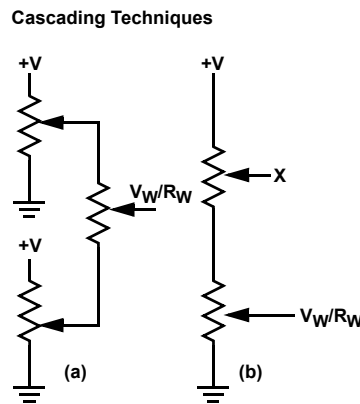 Cascading Techniques
+V
+V
V_W/R_W
X
+V
V_W/R_W
(a)
(b)